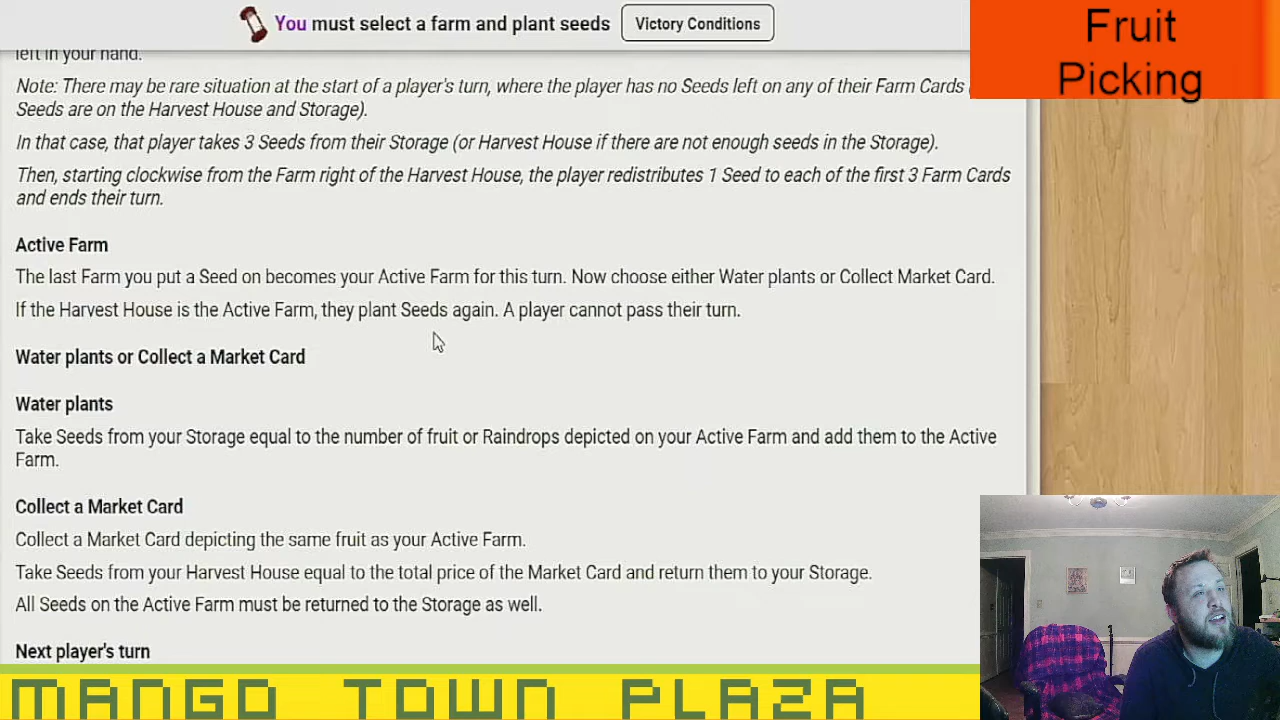 You must select a farm and plant seeds
Victory Conditions
Fruit
Picking
left in your hand.
Note: There may be rare situation at the start of a player's turn, where the player has no Seeds left on any of their Farm Cards
Seeds are on the Harvest House and Storage).
In that case, that player takes 3 Seeds from their Storage (or Harvest House if there are not enough seeds in the Storage).
Then, starting clockwise from the Farm right of the Harvest House, the player redistributes 1 Seed to each of the first 3 Farm Cards
and ends their turn.
Active Farm
The last Farm you put a Seed on becomes your Active Farm for this turn. Now choose either Water plants or Collect Market Card.
If the Harvest House is the Active Farm, they plant Seeds again. A player cannot pass their turn.
Water plants or Collect a Market Card
Water plants
Take Seeds from your Storage equal to the number of fruit or Raindrops depicted on your Active Farm and add them to the Active
Farm.
Collect a Market Card
Collect a Market Card depicting the same fruit as your Active Farm.
Take Seeds from your Harvest House equal to the total price of the Market Card and return them to your Storage.
All Seeds on the Active Farm must be returned to the Storage as well.
Next player's turn
MANGO TOWN PLAZA